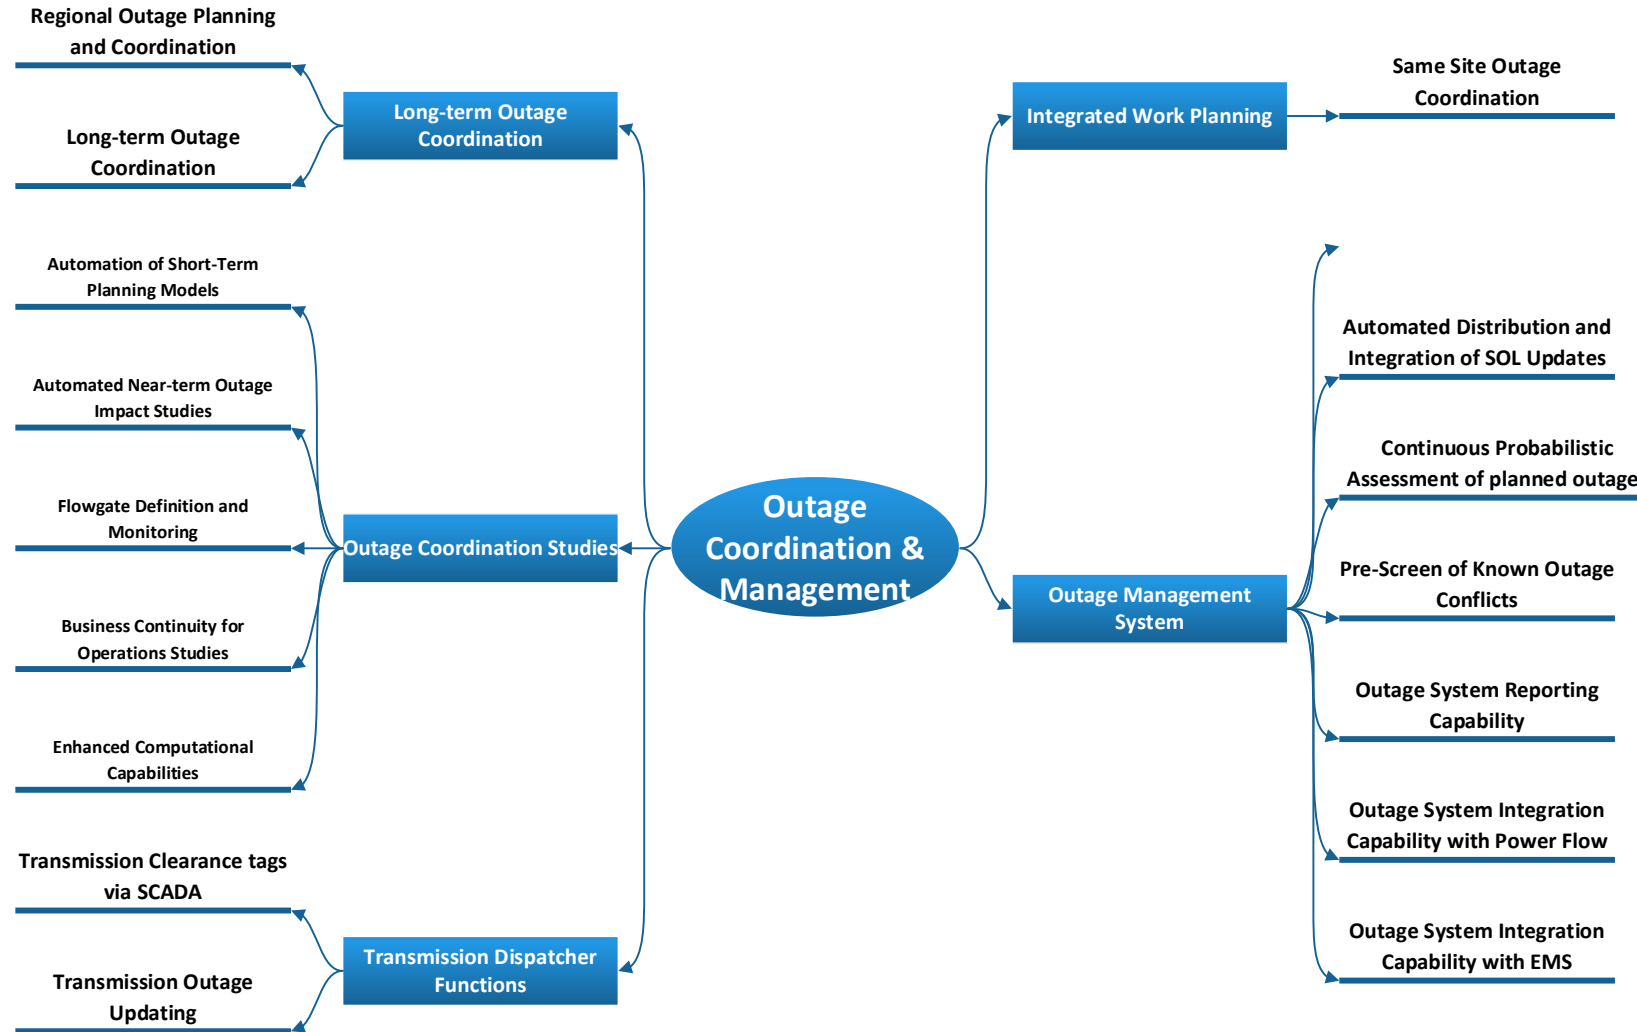 Regional Outage Planning
and Coordination
Long-term Outage
Coordination
Long-term Outage
Coordination
Automation of Short-Term
Planning Models
Automated Near-term Outage
Impact Studies
Flowgate Definition and
Monitoring
Outage Coordination Studies
Business Continuity for
Operations Studies
Enhanced Computational
Capabilities
Transmission Clearance tags
via SCADA
Transmission Dispatcher
Functions
Transmission Outage
Updating
Outage
Coordination &
Management
Integrated Work Planning
Same Site Outage
Coordination
Outage Management
System
Automated Distribution and
Integration of SOL Updates
Continuous Probabilistic
Assessment of planned outage
Pre-Screen of Known Outage
Conflicts
Outage System Reporting
Capability
Outage System Integration
Capability with Power Flow
Outage System Integration
Capability with EMS